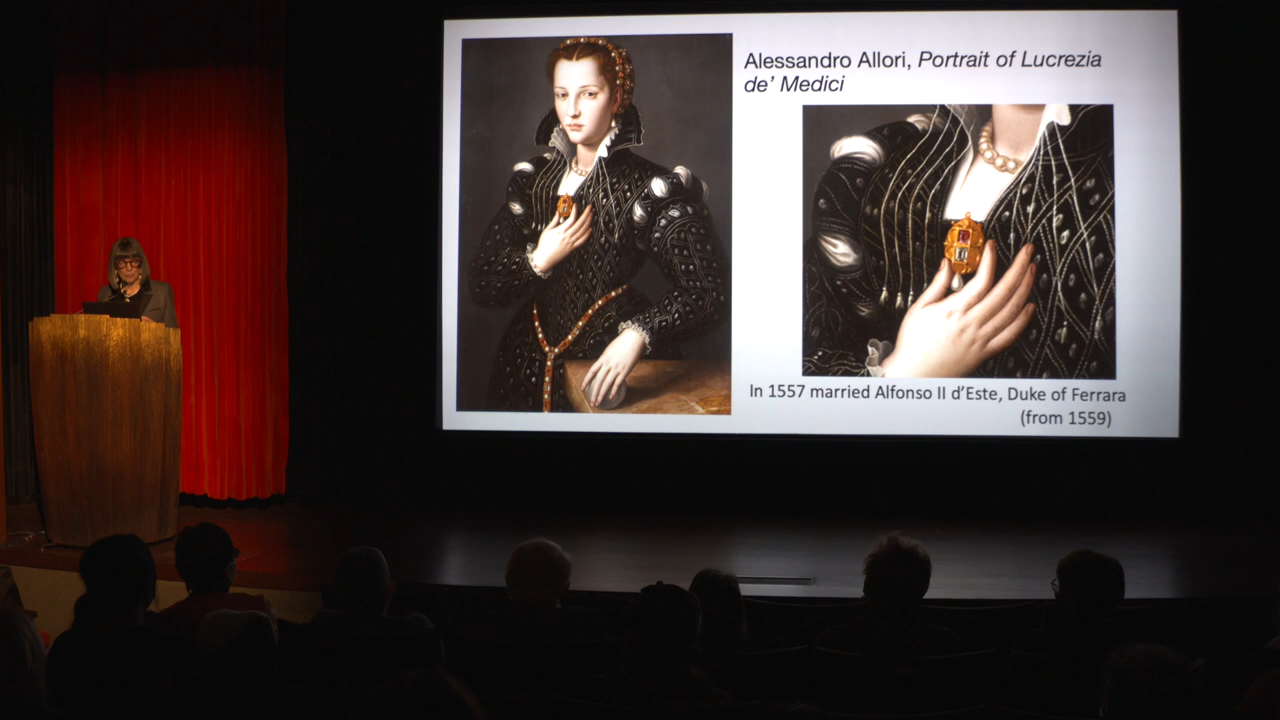 Alessandro Allori, Portrait of Lucrezia
de’ Medici
In 1557 married Alfonso II d’Este, Duke of Ferrara
(from 1559)